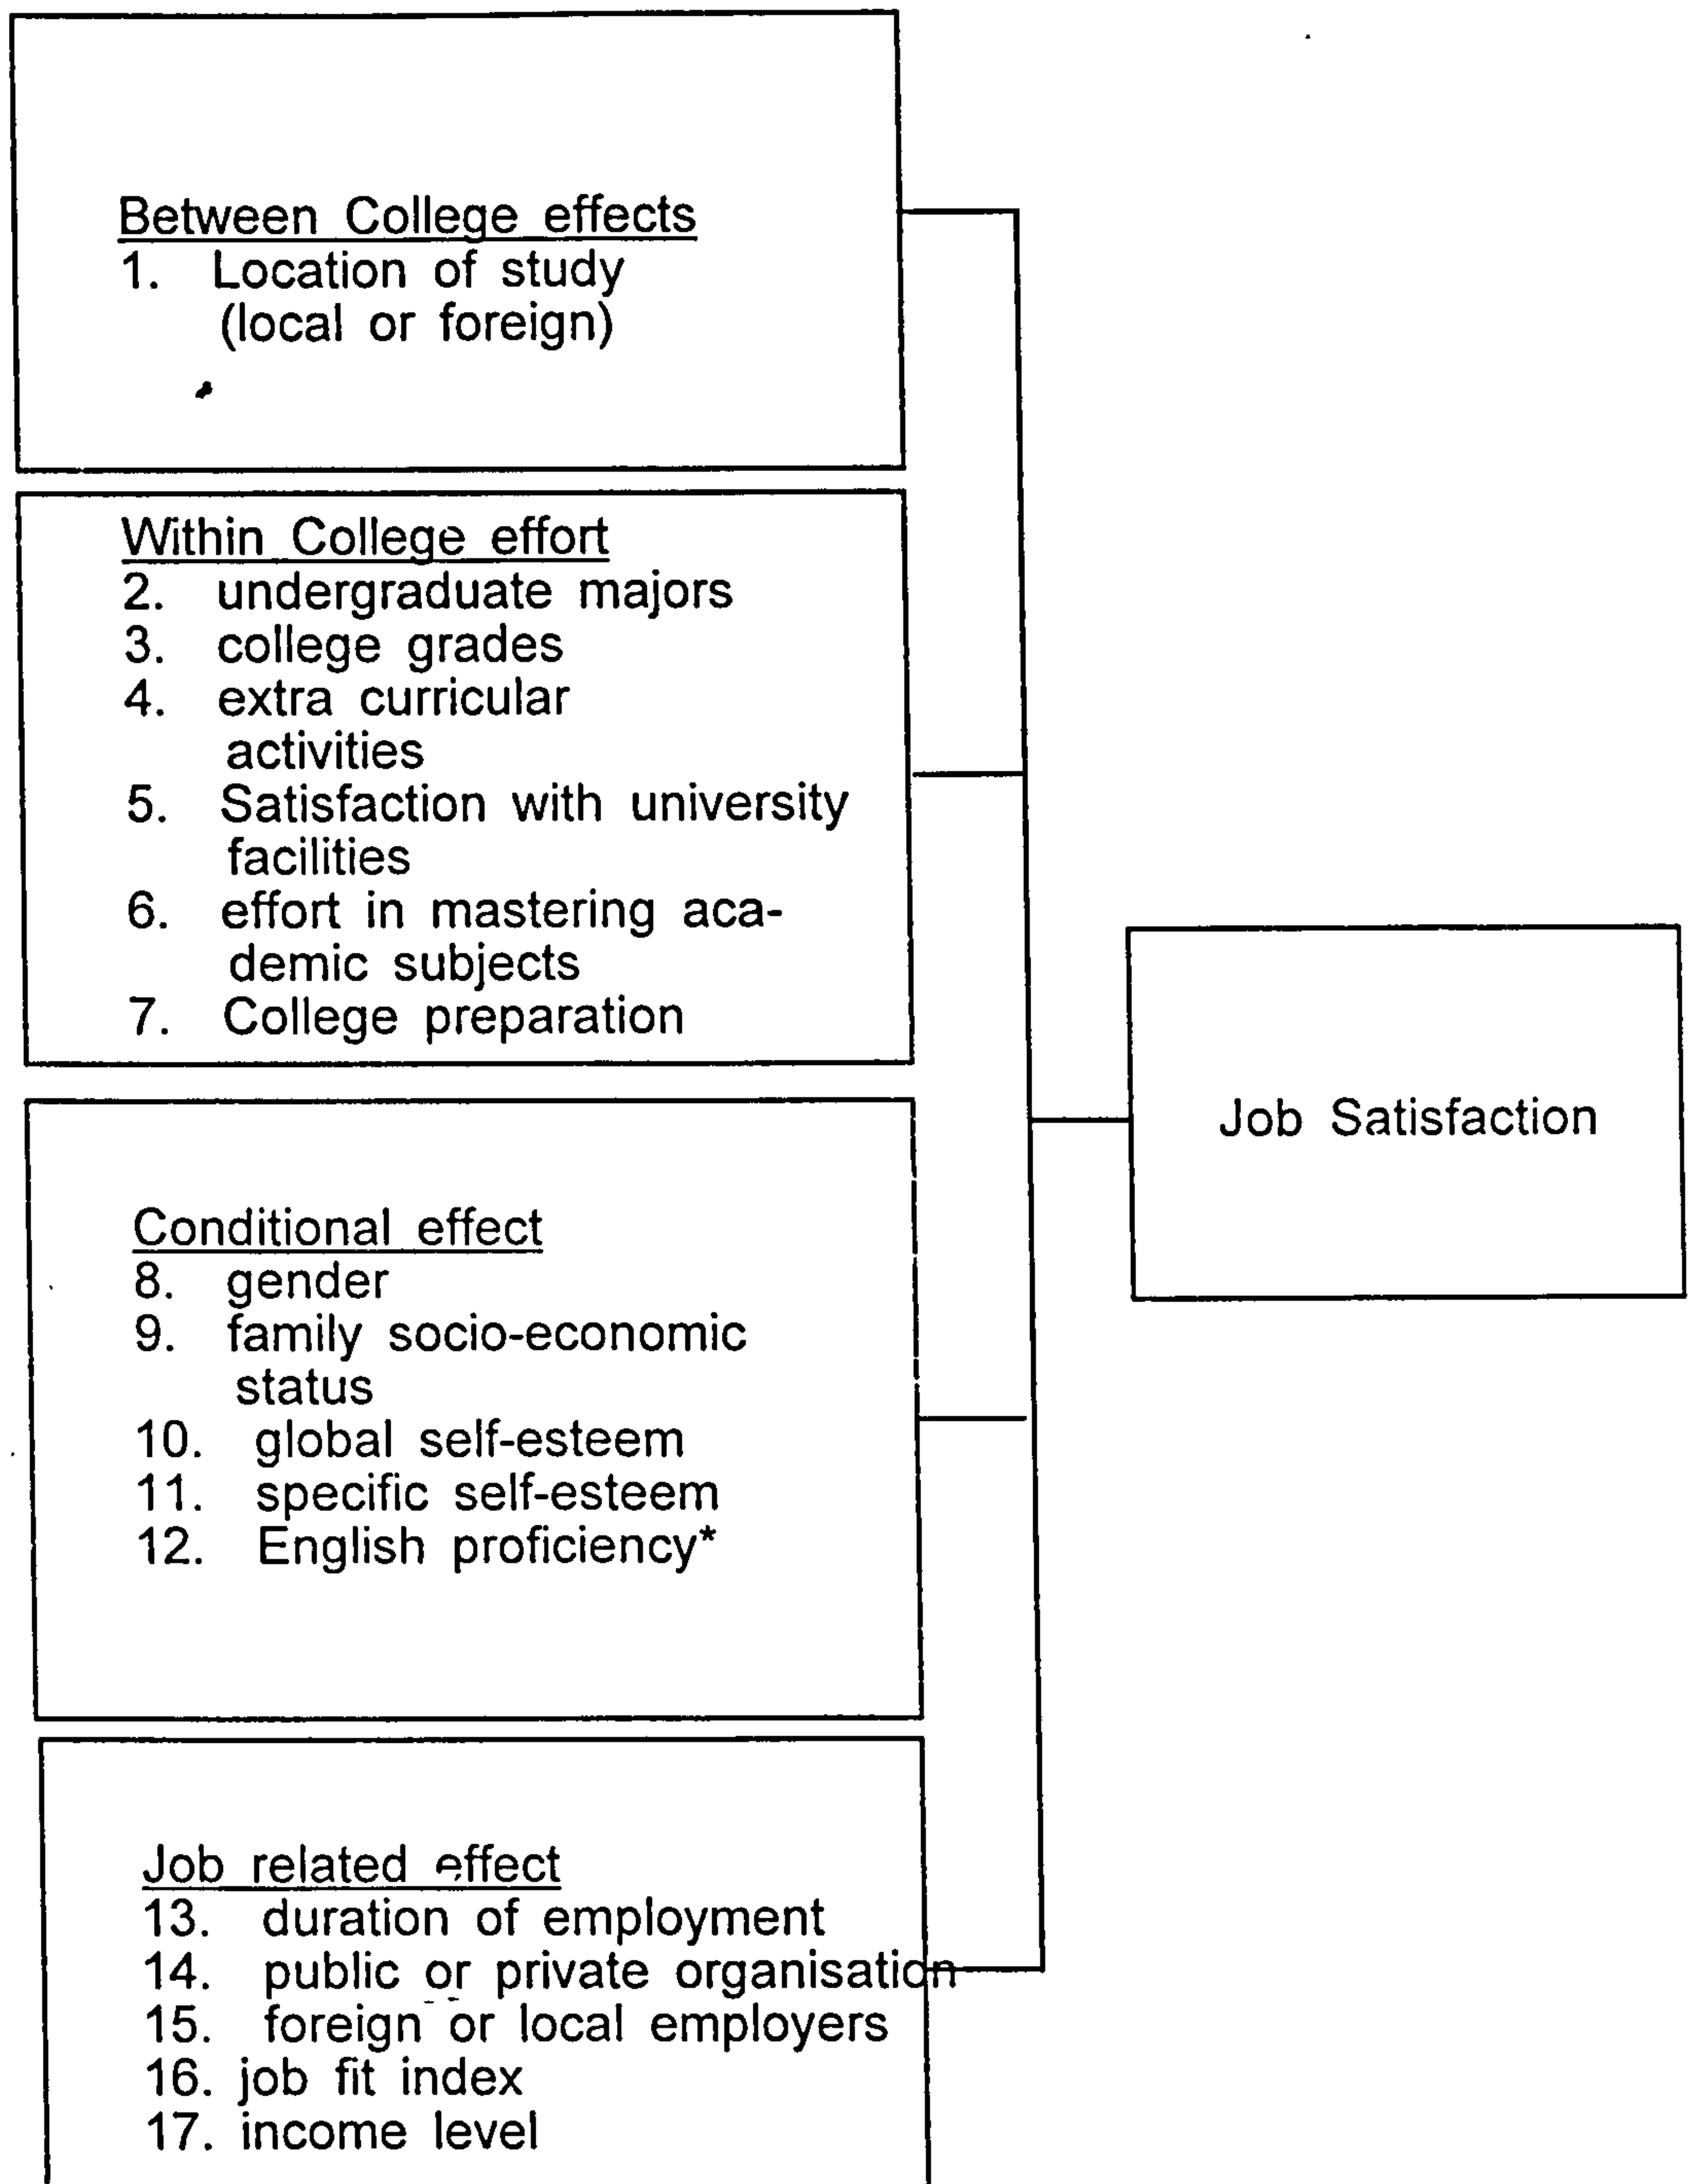 Between College effects
1. Location of study
(local or foreign)
Within College effort
2. undergraduate majors
3. college grades
4. extra curricular
activities
5. Satisfaction with university
facilities
6. effort in mastering aca-
demic subjects
7. College preparation
Job Satisfaction
Conditional effect
8. gender
9. family socio-economic
status
10. global self-esteem
11. specific self-esteem
12. English proficiency*
Job related effect
13. duration of employment
14. public or private organisation
15. foreign or local employers
16. job fit index
17. income level